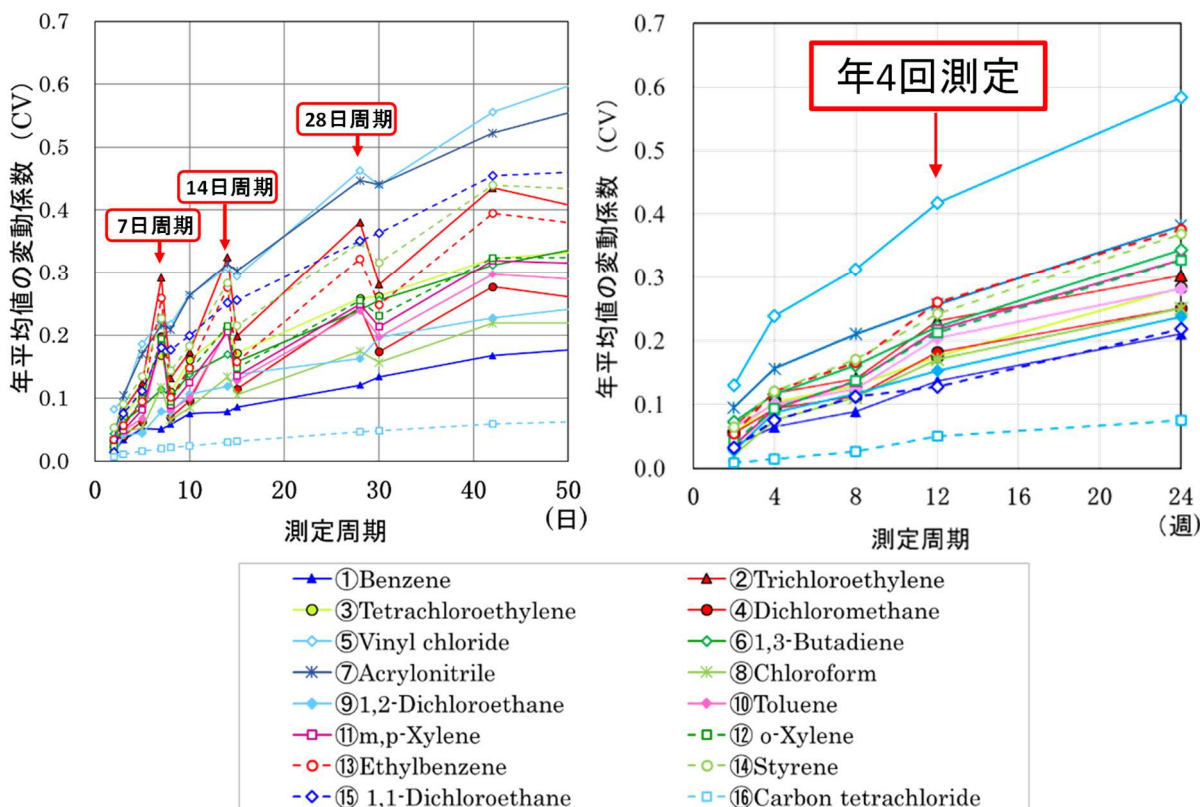 0.7
0.6
0.5
0.4
0.3
0.2
0.1
0.0
年平均値の変動係数 (CV)
7日周期
14日周期
28日周期
0 10 20 30 40 50
(日)
測定周期
0.7
0.6
0.5
0.4
0.3
0.2
0.1
0.0
年平均値の変動係数 (CV)
年4回測定
0 4 8 12 16 20 24
(週)
測定周期
①Benzene ②Trichloroethylene
③Tetrachloroethylene ④Dichloromethane
⑤Vinyl chloride ⑥1,3-Butadiene
⑦Acrylonitrile ⑧Chloroform
⑨1,2-Dichloroethane ⑩Toluene
⑪m,p-Xylene ⑫ o-Xylene
⑬Ethylbenzene ⑭Styrene
⑮ 1,1-Dichloroethane ⑯Carbon tetrachloride